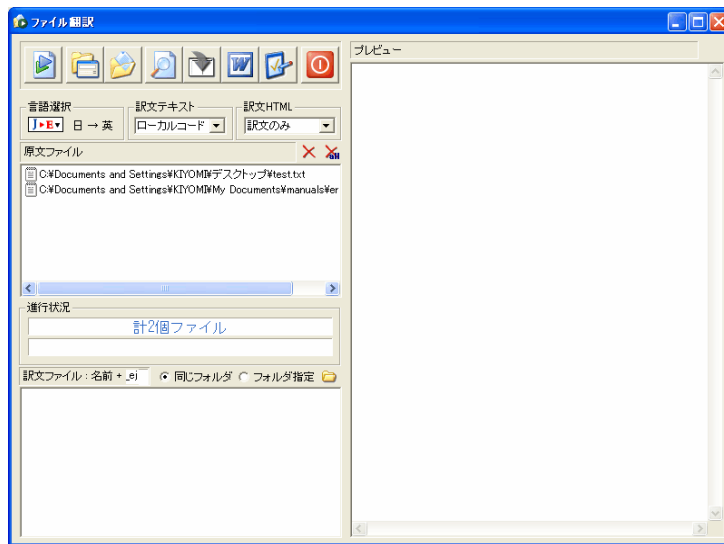 ファイル翻訳
プレビュー
言語選択
訳文テキスト
訳文HTML
J▶E▼
日 → 英
ローカルコード
訳文のみ
原文ファイル
all
C:¥Documents and Settings¥KIYOMI¥デスクトップ¥test.txt
C:¥Documents and Settings¥KIYOMI¥My Documents¥manuals¥er
進行状況
計2個ファイル
訳文ファイル : 名前 + _ej
同じフォルダ
フォルダ指定